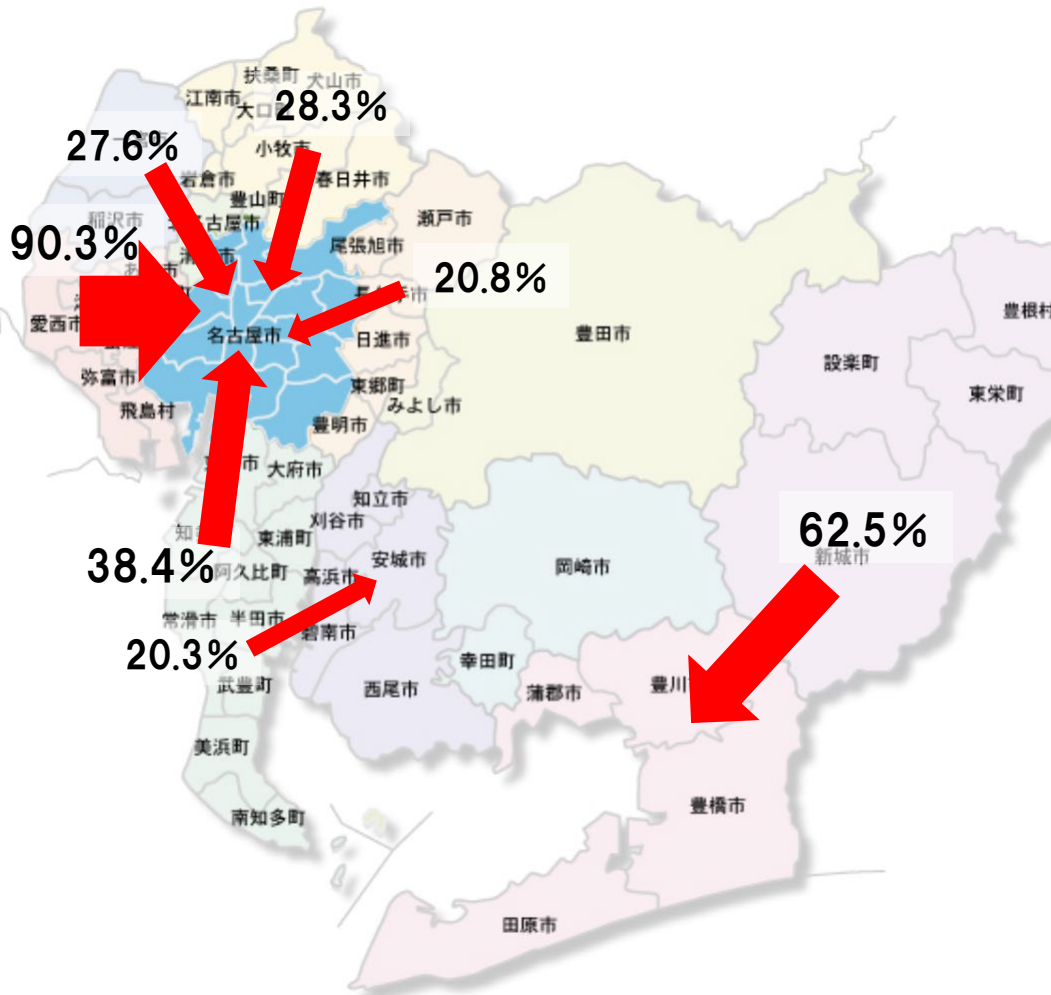 扶桑町
犬山市
江南市
28.3%
27.6%
小牧市
岩倉市
春日井市
豊山町
稲沢市
瀬戸市
90.3%
尾張旭市
20.8%
豊根村
愛西市
名古屋市
日進市
豊田市
設楽町
弥富市
東郷町
東栄町
みよし市
飛島村
豊明市
大府市
知立市
刈谷市
62.5%
東浦町
安城市
新城市
38.4%
阿久比町
高浜市
岡崎市
常滑市
半田市
碧南市
20.3%
幸田町
武豊町
西尾市
蒲郡市
豊川
美浜町
豊橋市
南知多町
田原市